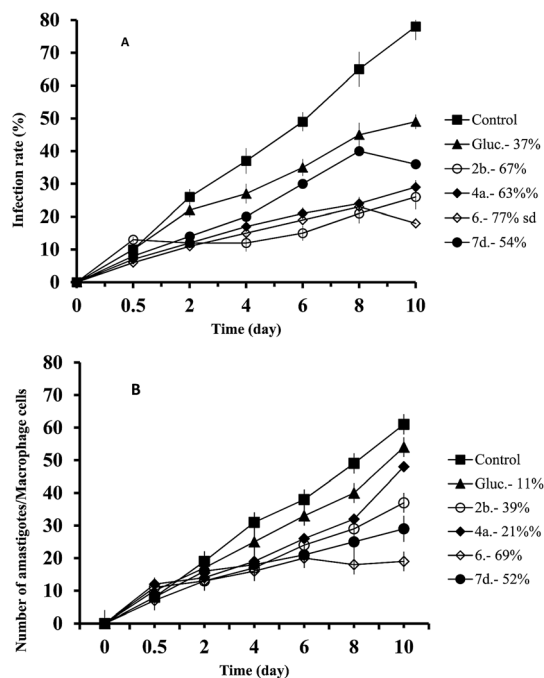 A
80
70
60
50
40
30
20
10
0
Infection rate (%)
0 0.5 2 4 6 8 10
Time (day)
Control
Gluc.- 37%
2b.- 67%
4a.- 63%%
6.- 77% sd
7d.- 54%
B
80
70
60
50
40
30
20
10
0
Number of amastigotes/Macrophage cells
0 0.5 2 4 6 8 10
Time (day)
Control
Gluc.- 11%
2b.- 39%
4a.- 21%%
6.- 69%
7d.- 52%